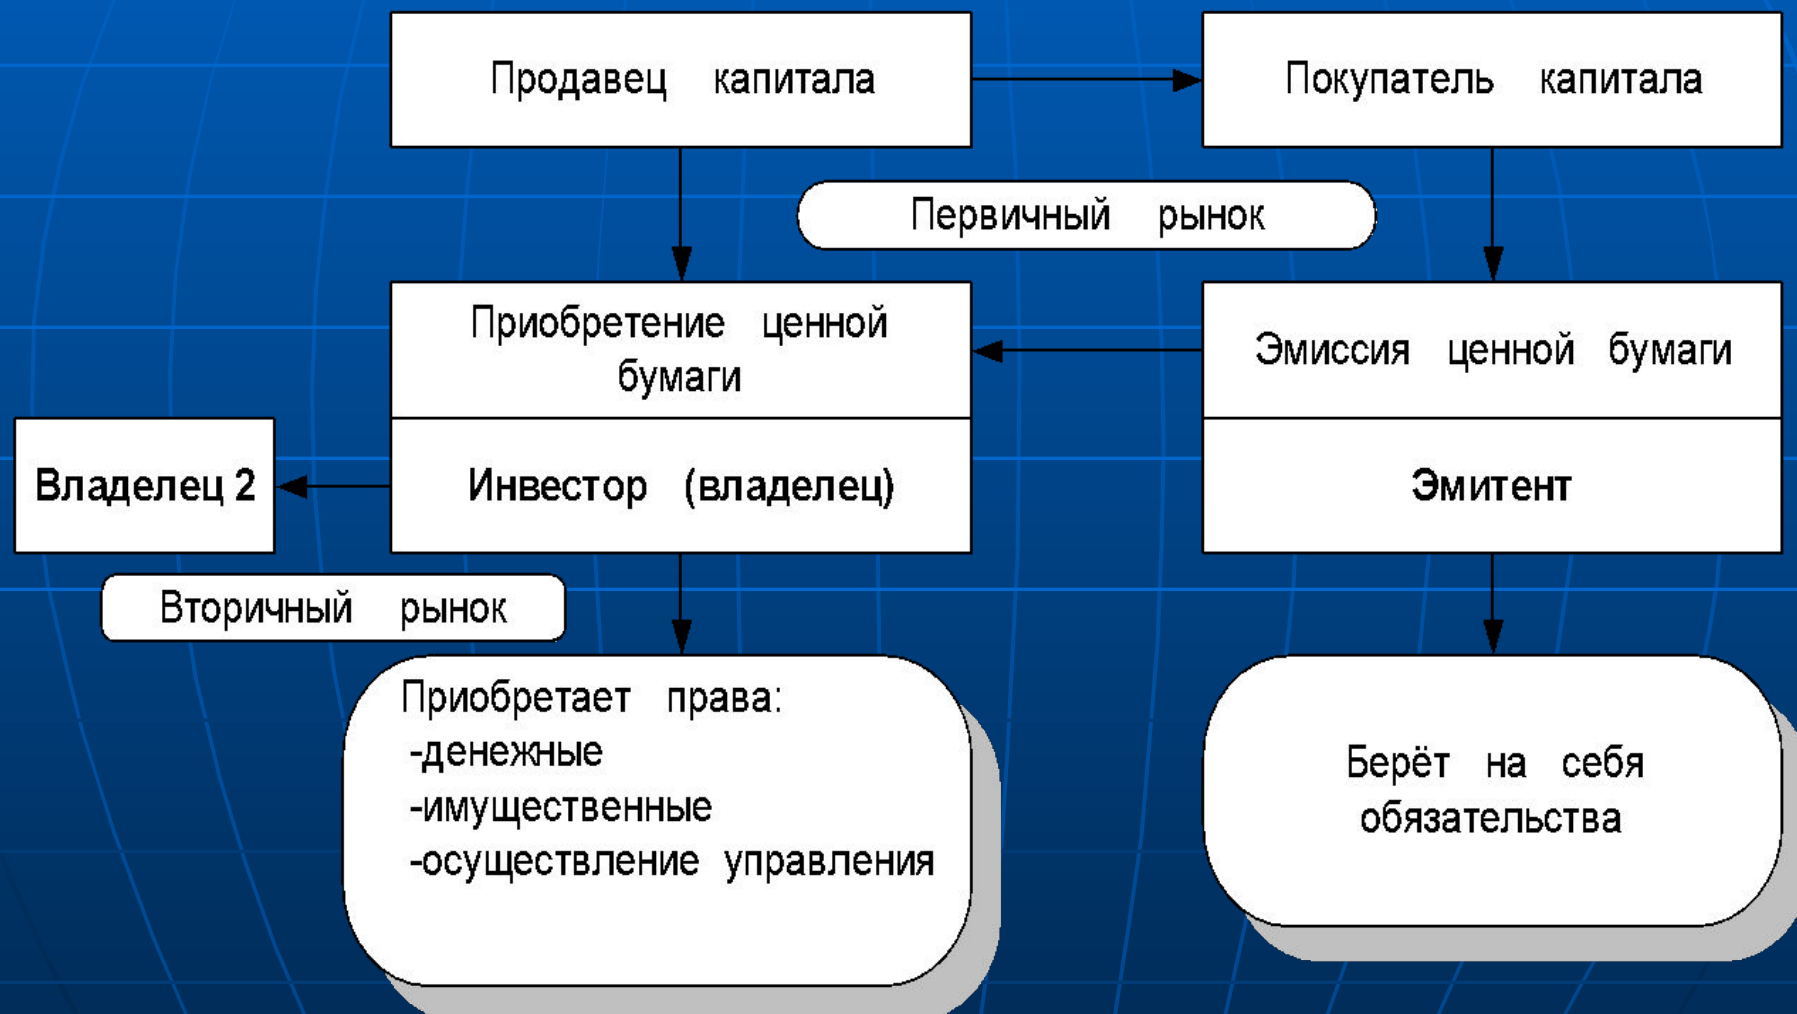 Продавец капитала
Покупатель капитала
Первичный рынок
Приобретение ценной
бумаги
Эмиссия ценной бумаги
Владелец 2
Инвестор (владелец)
Эмитент
Вторичный рынок
Приобретает права:
-денежные
-имущественные
-осуществление управления
Берёт на себя
обязательства